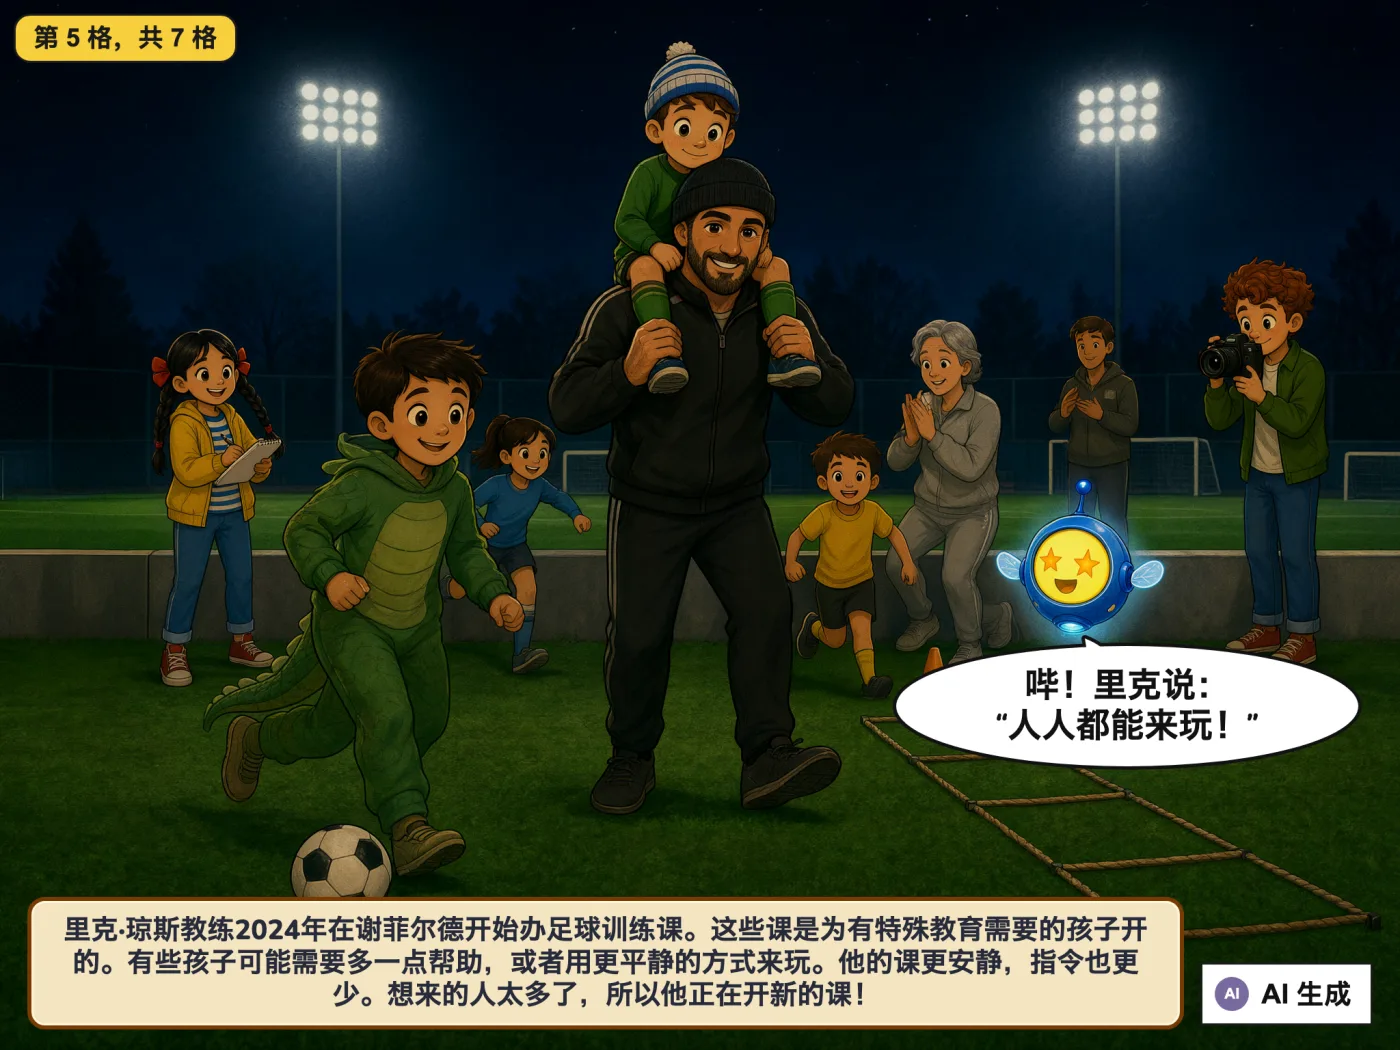 第 5 格，共 7 格
哔！里克说：
“人人都能来玩！”
里克·琼斯教练2024年在谢菲尔德开始办足球训练课。这些课是为有特殊教育需要的孩子开
的。有些孩子可能需要多一点帮助，或者用更平静的方式来玩。他的课更安静，指令也更
少。想来的人太多了，所以他正在开新的课！
AI AI 生成